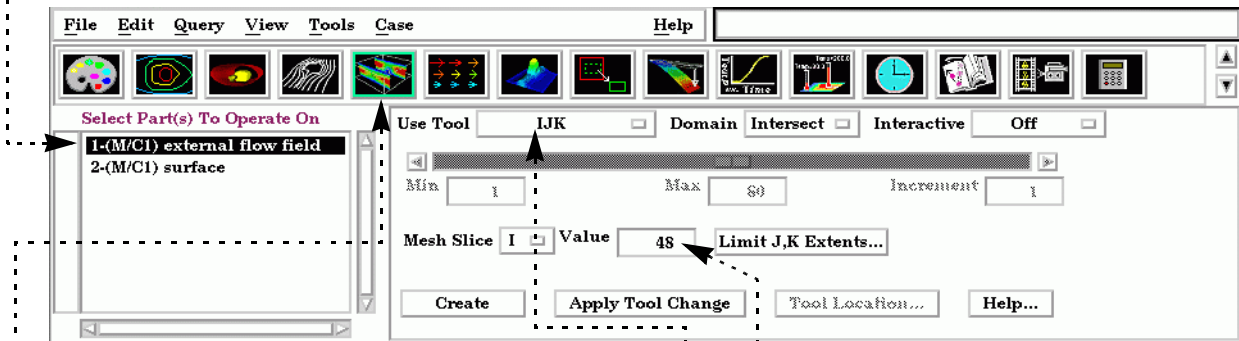 File Edit Query View Tools Case Help
Select Part(s) To Operate On
1-(M/C1) external flow field
2-(M/C1) surface
Use Tool IJK Domain Intersect Interactive Off
Min 1 Max 80 Increment 1
Mesh Slice I Value 48 Limit J,K Extents...
Create Apply Tool Change Tool Location... Help...